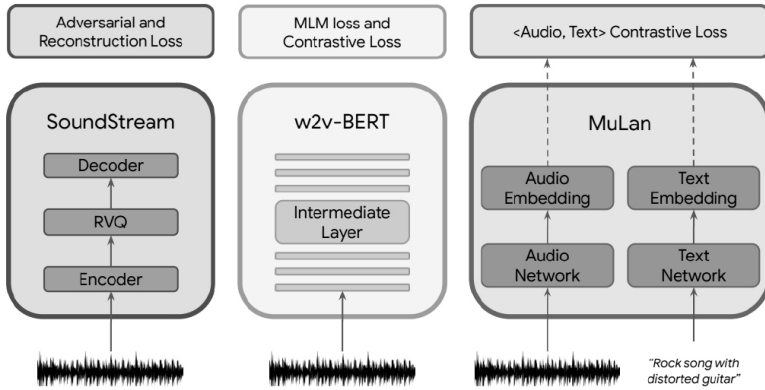 Adversarial and
Reconstruction Loss
MLM loss and
Contrastive Loss
<Audio, Text> Contrastive Loss
SoundStream
Decoder
RVQ
Encoder
w2v-BERT
Intermediate
Layer
MuLan
Audio
Embedding
Text
Embedding
Audio
Network
Text
Network
"Rock song with
distorted guitar"